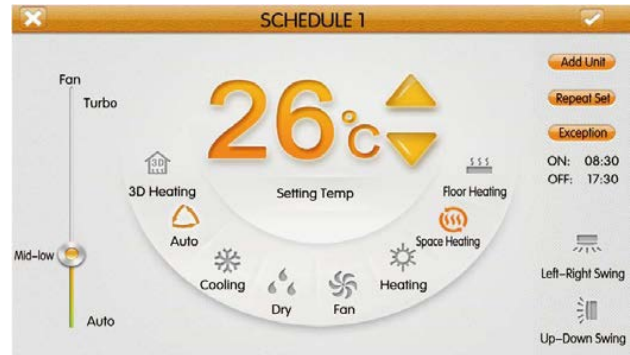 SCHEDULE 1
Fan
Turbo
Mid-low
Auto
26°C
Setting Temp
3D
3D Heating
Auto
Cooling
Dry
Fan
Heating
Space Heating
Floor Heating
Add Unit
Repeat Set
Exception
ON: 08:30
OFF: 17:30
Left-Right Swing
Up-Down Swing